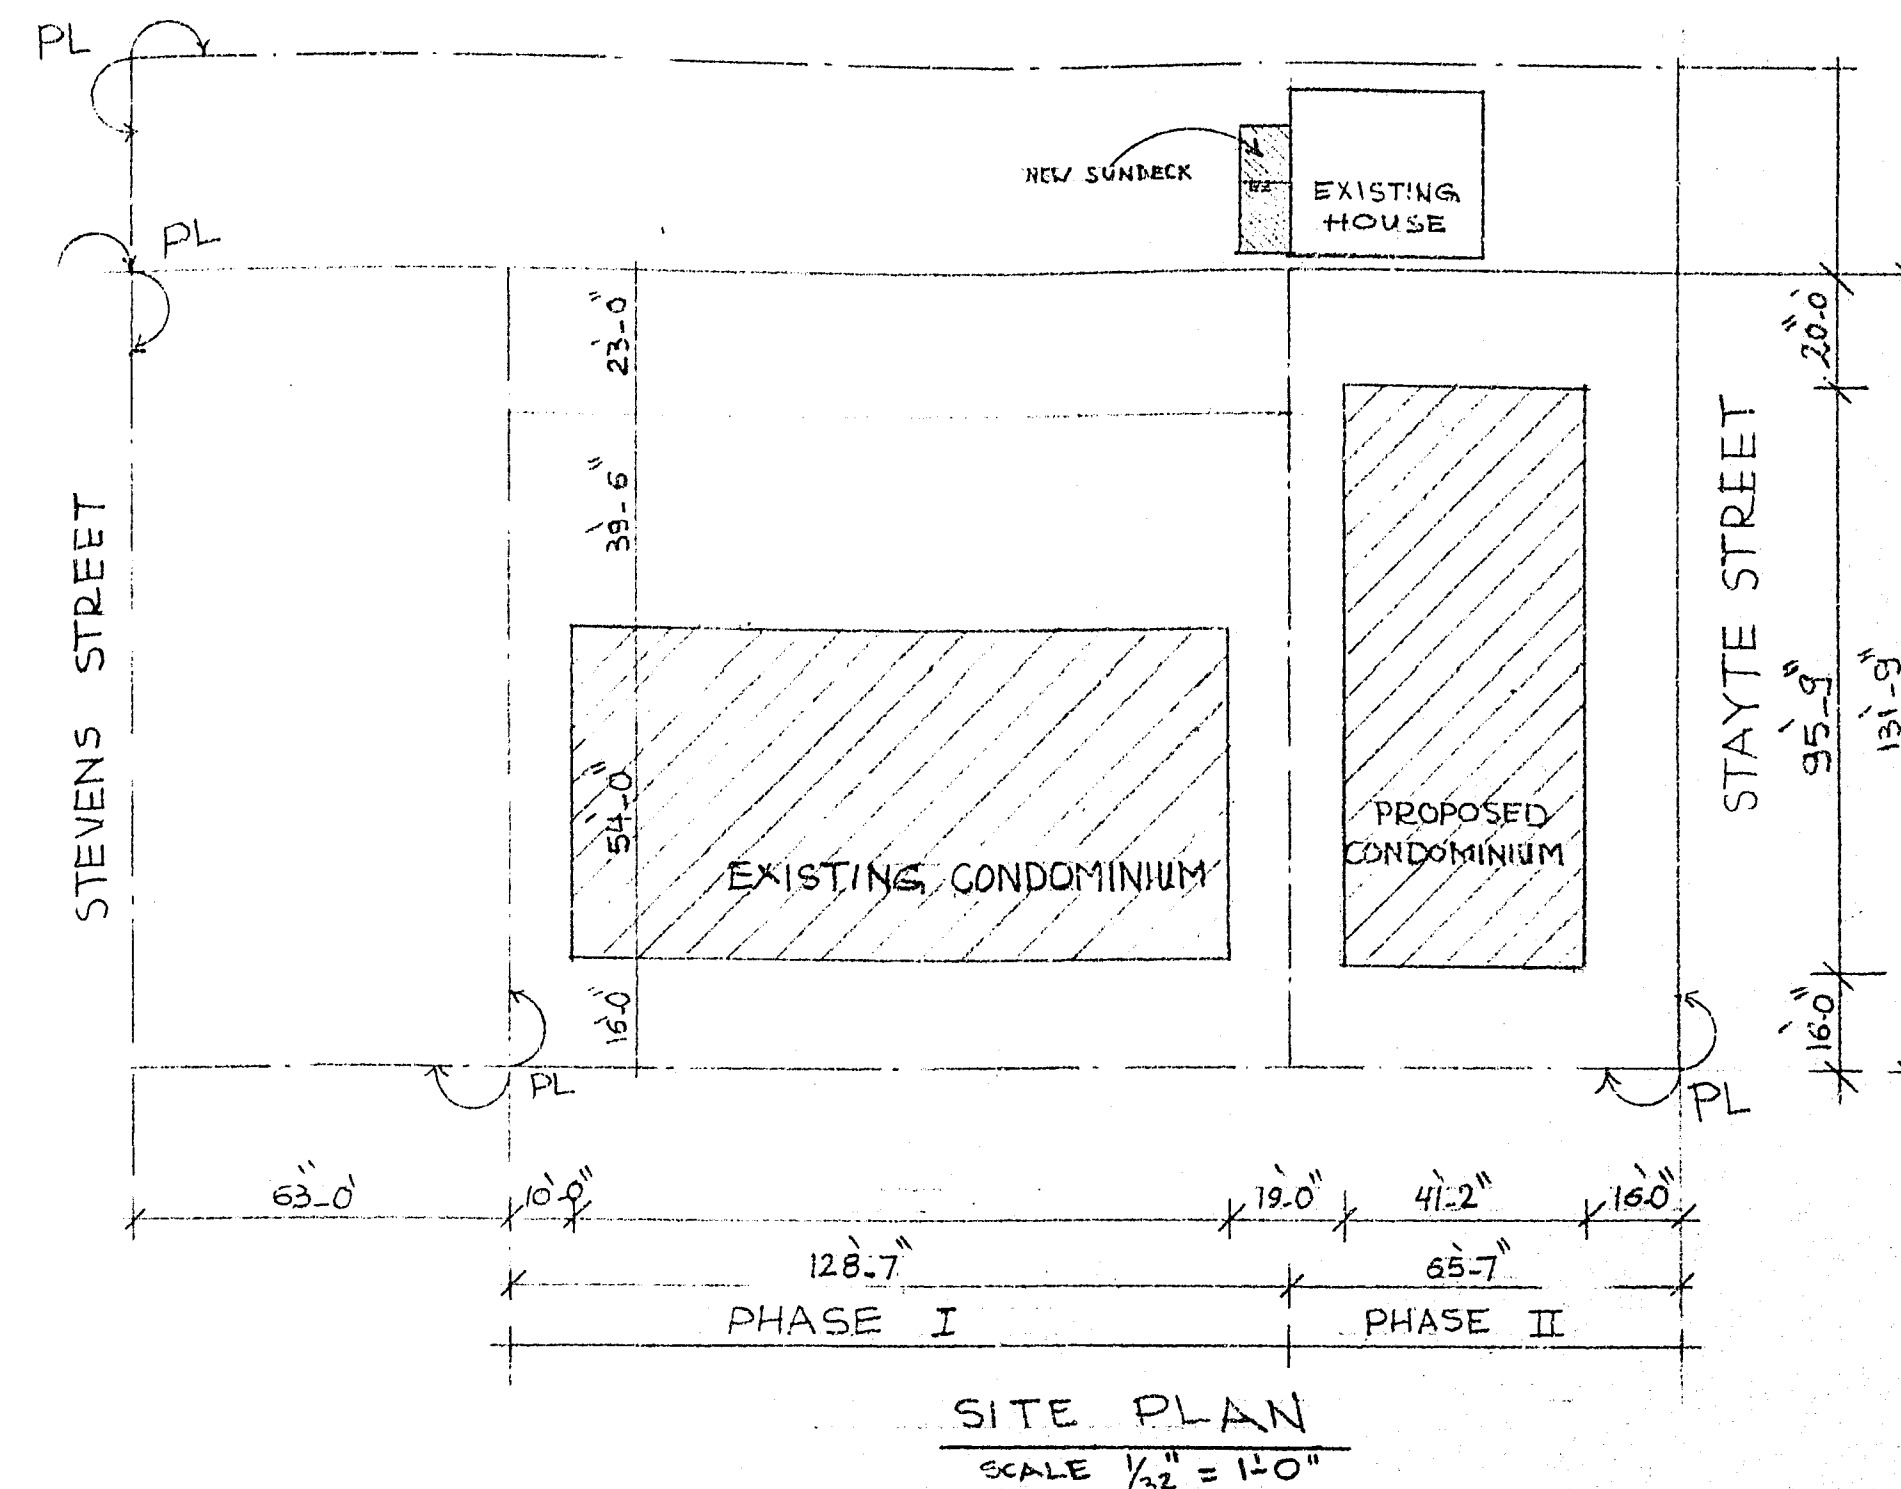 PL
NEW SUNDECK
EXISTING
HOUSE
PL
23'-0"
20'-0"
39'-6"
STEVENS STREET
STAYTE STREET
95'-9"
131'-9"
54'-0"
PROPOSED
CONDOMINIUM
EXISTING CONDOMINIUM
16'-0"
16'-0"
PL
PL
63"-0'
10'-0"
19'-0"
41'-2"
16'-0"
128'-7"
65'-7"
PHASE I
PHASE II
SITE PLAN
SCALE 1/32" = 1'-0"